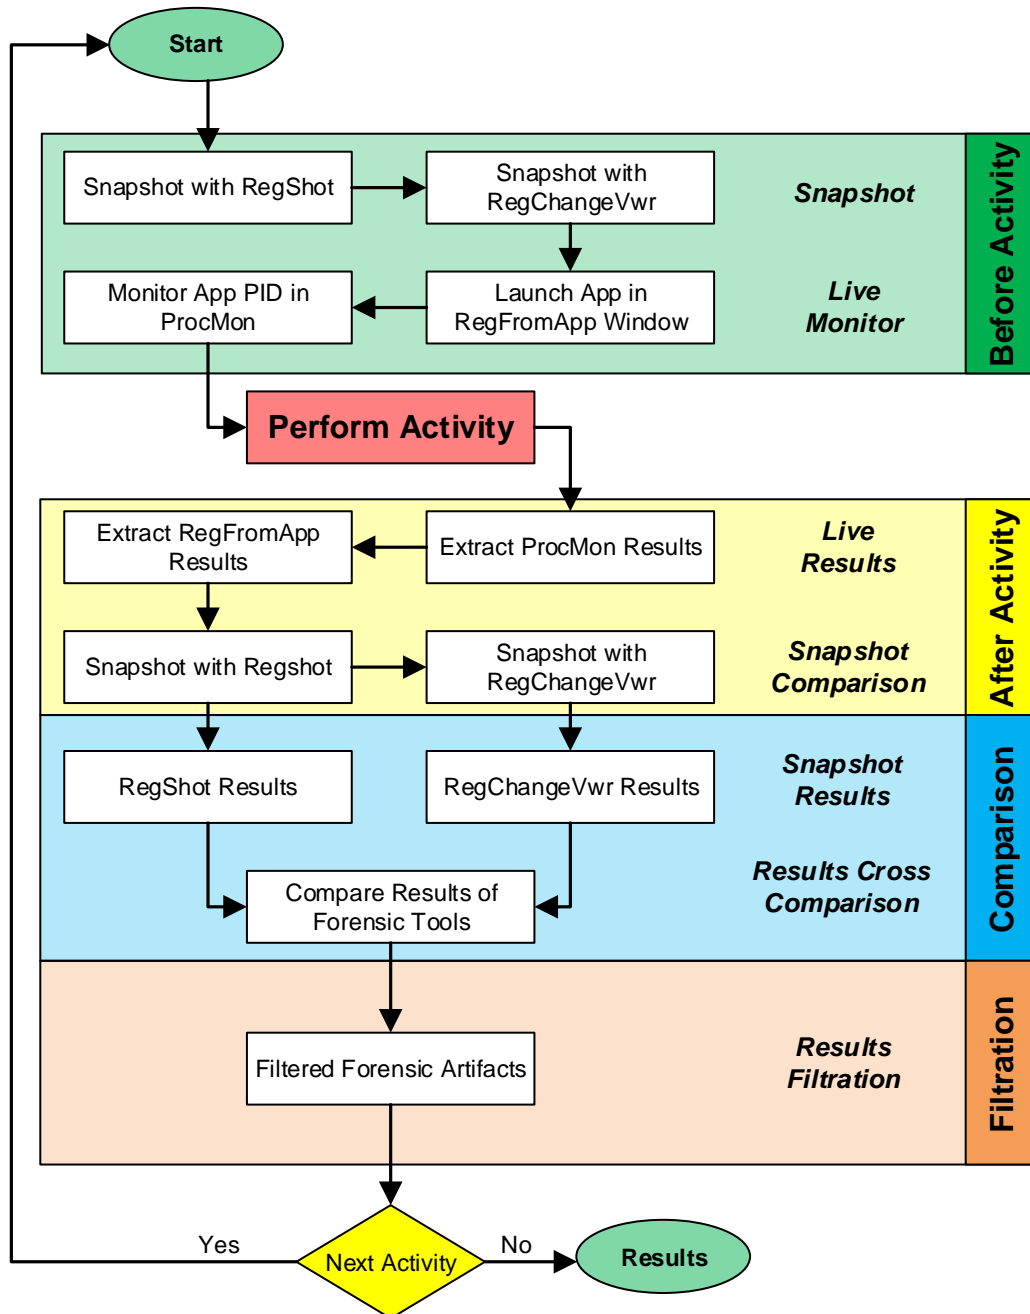 Start
Snapshot with RegShot
Snapshot with
RegChangeVwr
Snapshot
Monitor App PID in
ProcMon
Launch App in
RegFromApp Window
Live
Monitor
Before Activity
Perform Activity
Extract RegFromApp
Results
Extract ProcMon Results
Live
Results
Snapshot with Regshot
Snapshot with
RegChangeVwr
Snapshot
Comparison
After Activity
RegShot Results
RegChangeVwr Results
Snapshot
Results
Compare Results of
Forensic Tools
Results Cross
Comparison
Comparison
Filtered Forensic Artifacts
Results
Filtration
Filtration
Yes
Next Activity
No
Results